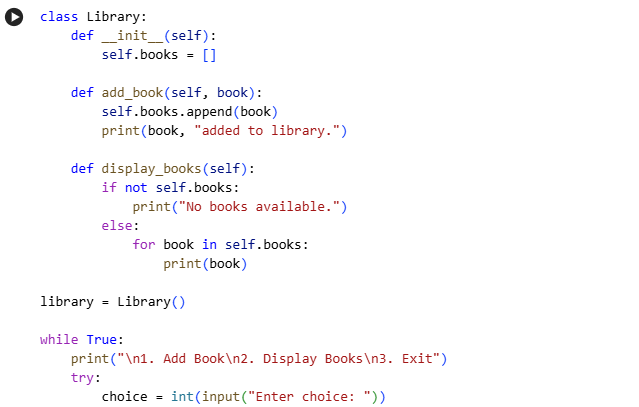 class Library:
    def __init__(self):
        self.books = []

    def add_book(self, book):
        self.books.append(book)
        print(book, "added to library.")

    def display_books(self):
        if not self.books:
            print("No books available.")
        else:
            for book in self.books:
                print(book)

library = Library()

while True:
    print("\n1. Add Book\n2. Display Books\n3. Exit")
    try:
        choice = int(input("Enter choice: "))